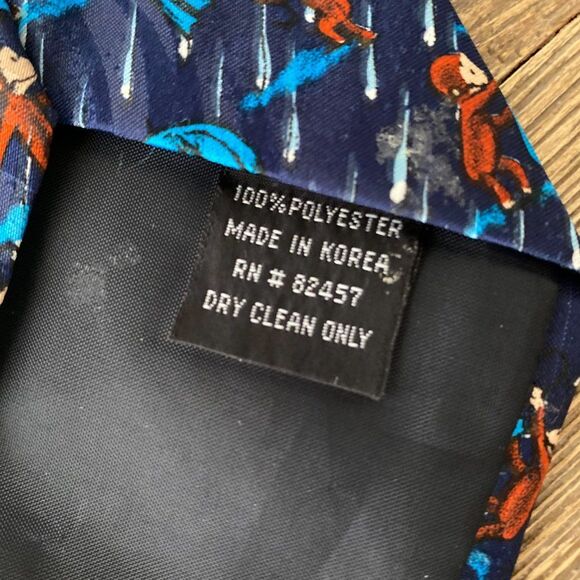 100% POLYESTER
MADE IN KOREA
RN # 82457
DRY CLEAN ONLY